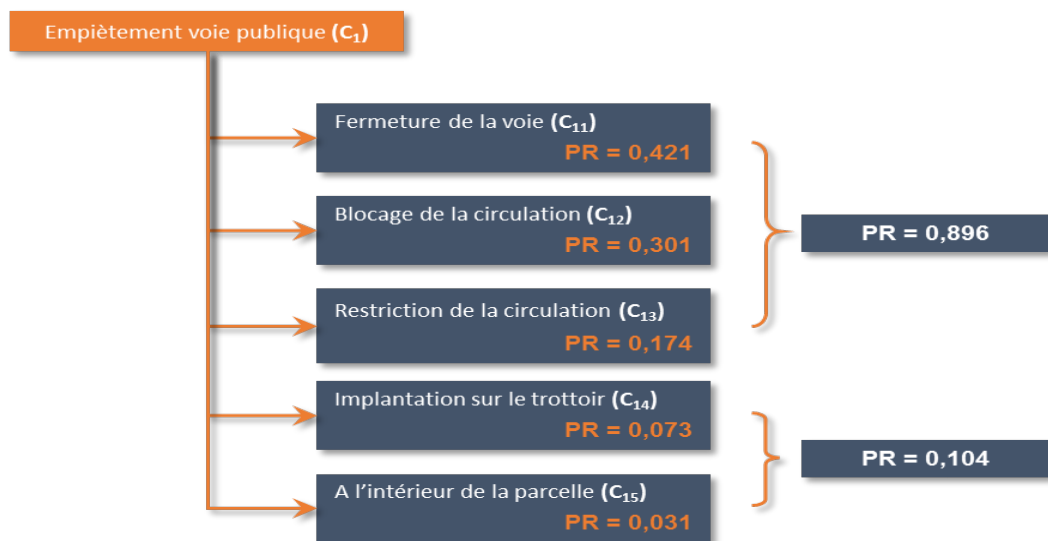 Empiètement voie publique (C₁)
Fermeture de la voie (C₁₁)
PR = 0,421
Blocage de la circulation (C₁₂)
PR = 0,301
Restriction de la circulation (C₁₃)
PR = 0,174
PR = 0,896
Implantation sur le trottoir (C₁₄)
PR = 0,073
A l’intérieur de la parcelle (C₁₅)
PR = 0,031
PR = 0,104